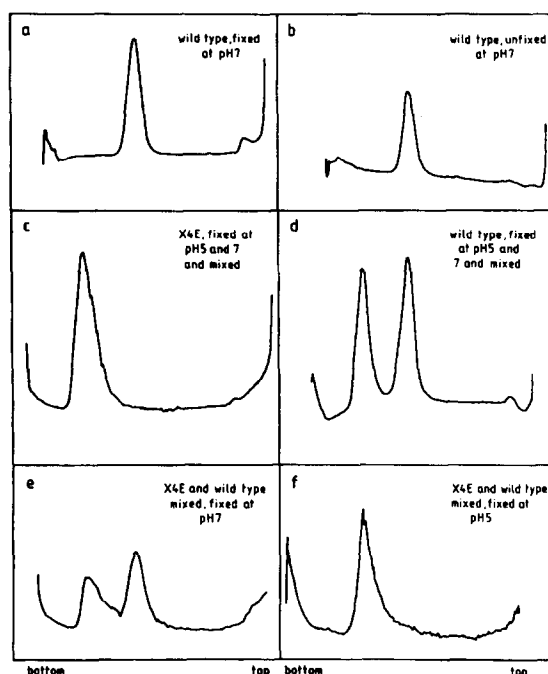 a
wild type, fixed
at pH7
b
wild type, unfixed
at pH7
c
X4E, fixed at
pH5 and 7
and mixed
d
wild type, fixed
at pH5 and
7 and mixed
e
X4E and wild type
mixed, fixed at
pH7
f
X4E and wild type
mixed, fixed at
pH5
bottom
top
bottom
top